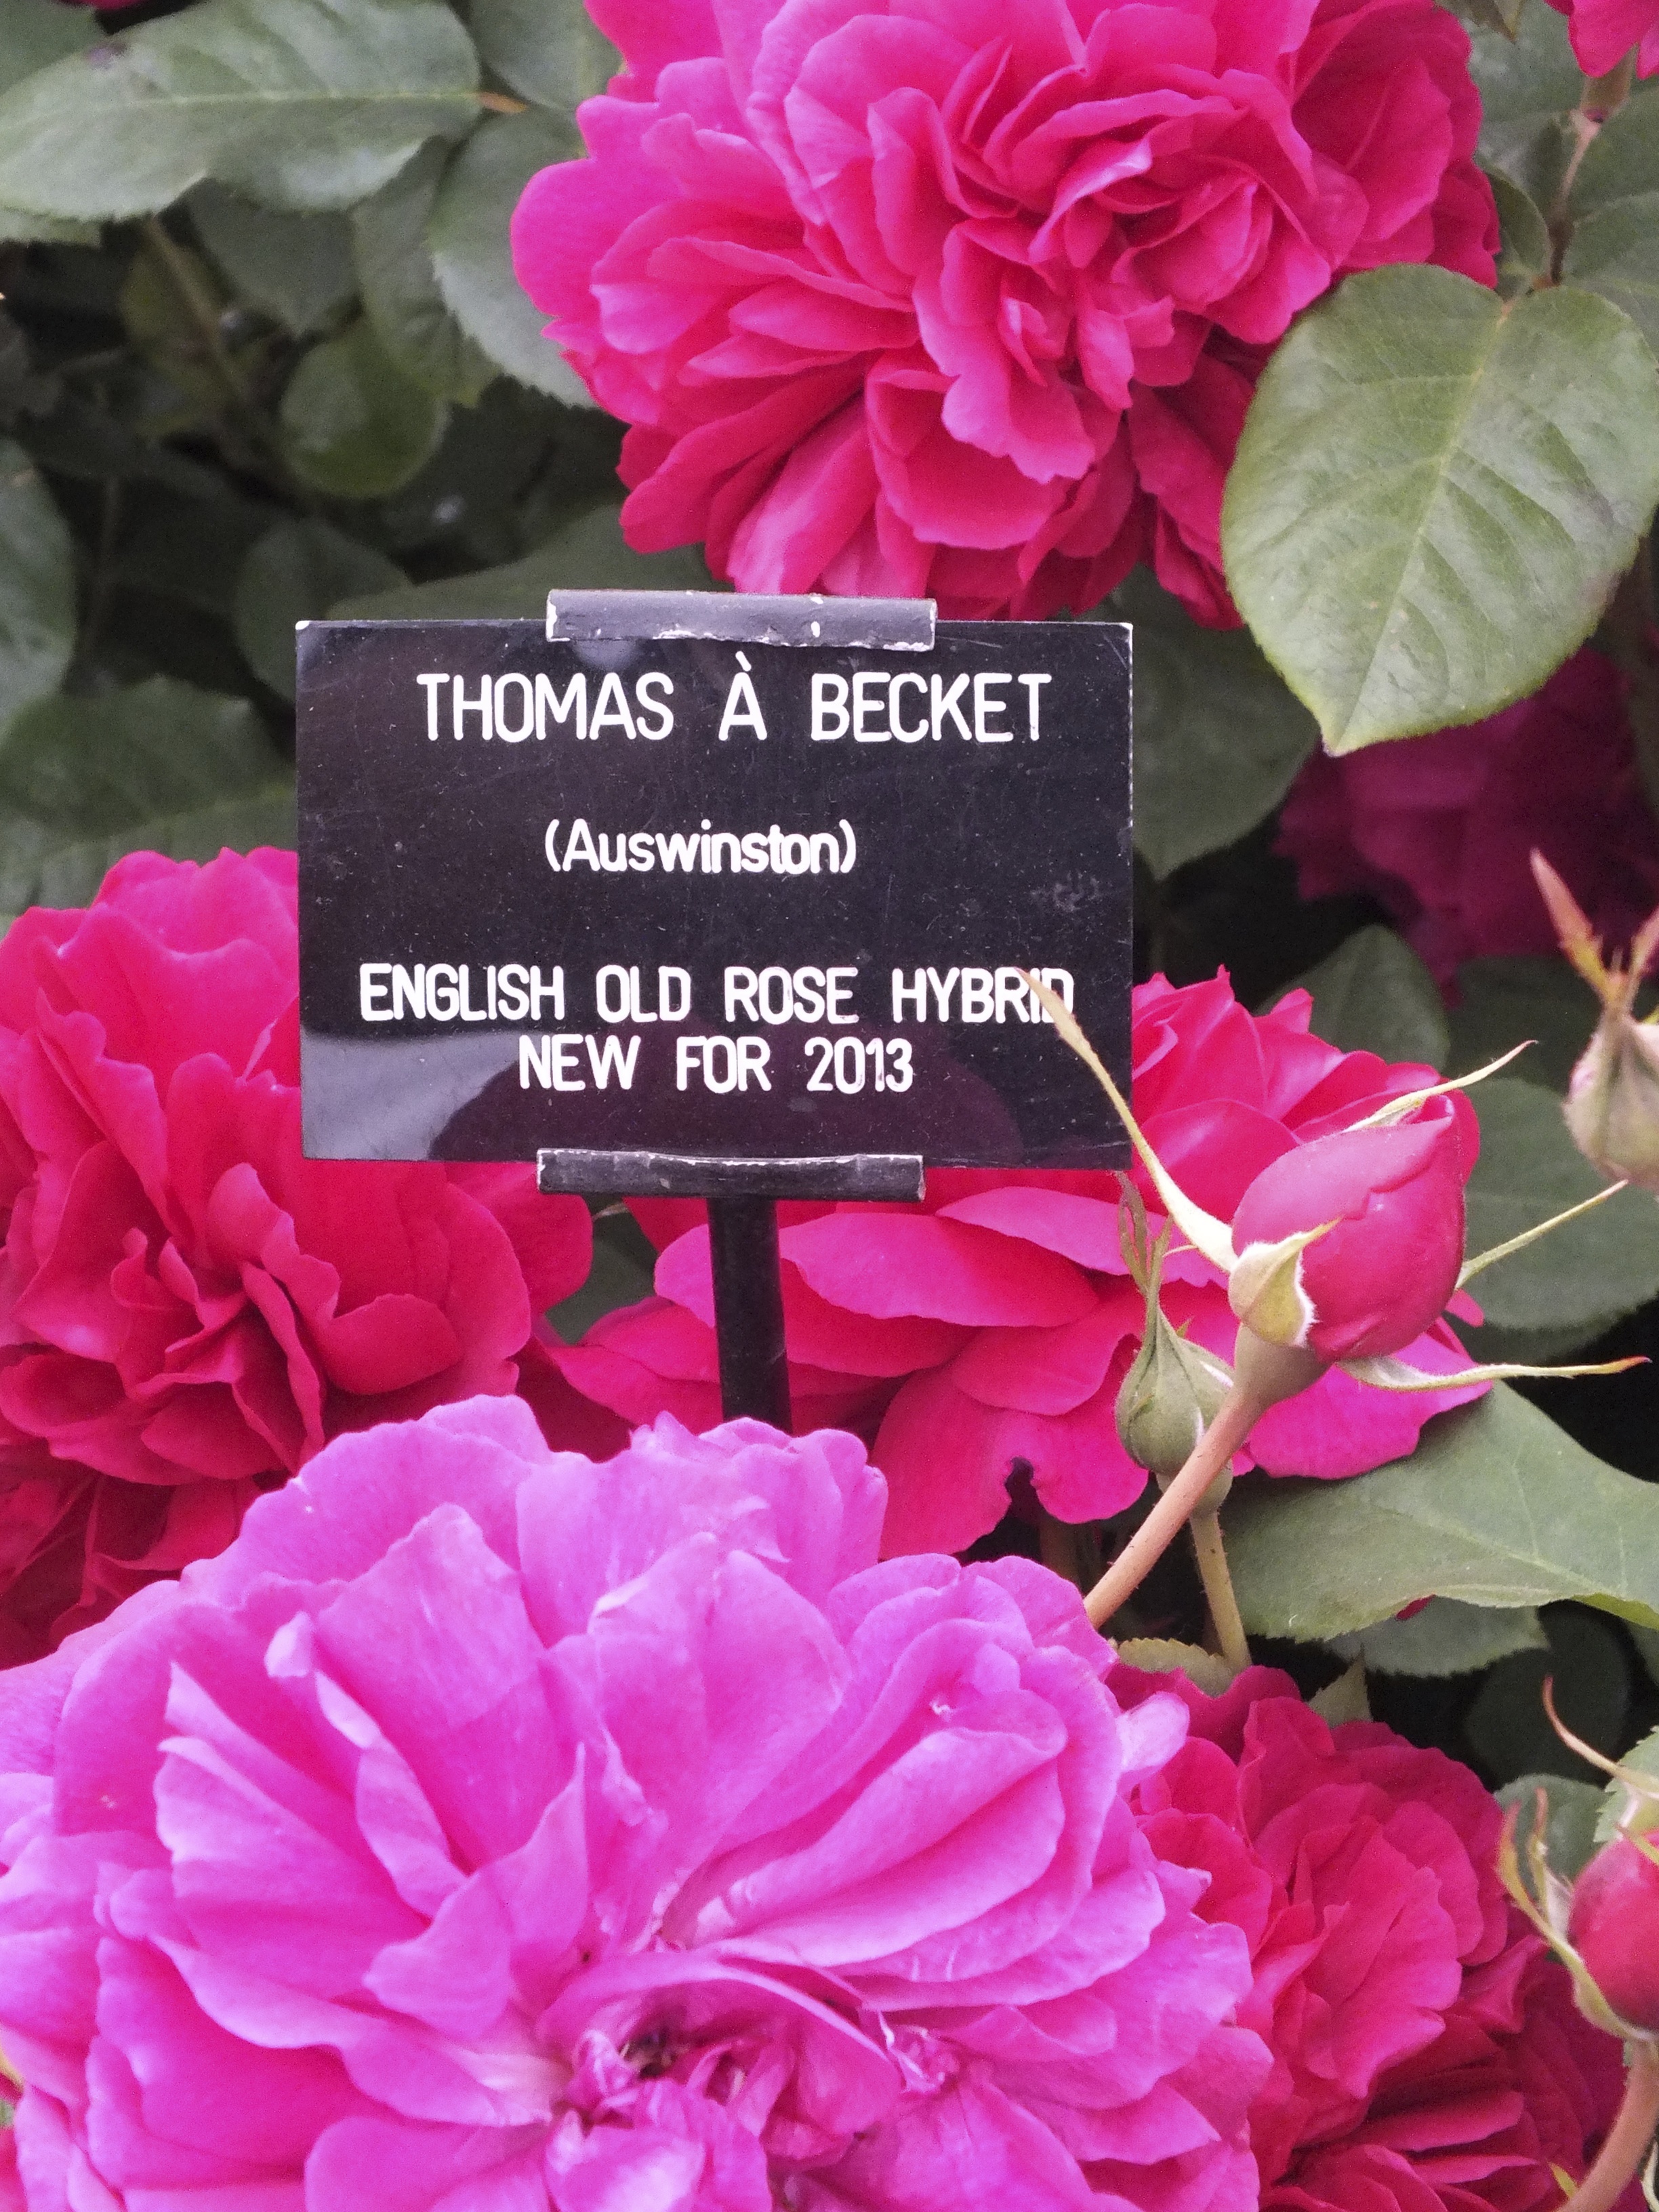 THOMAS À BECKET
(Auswinston)
ENGLISH OLD ROSE HYBRID
NEW FOR 2013